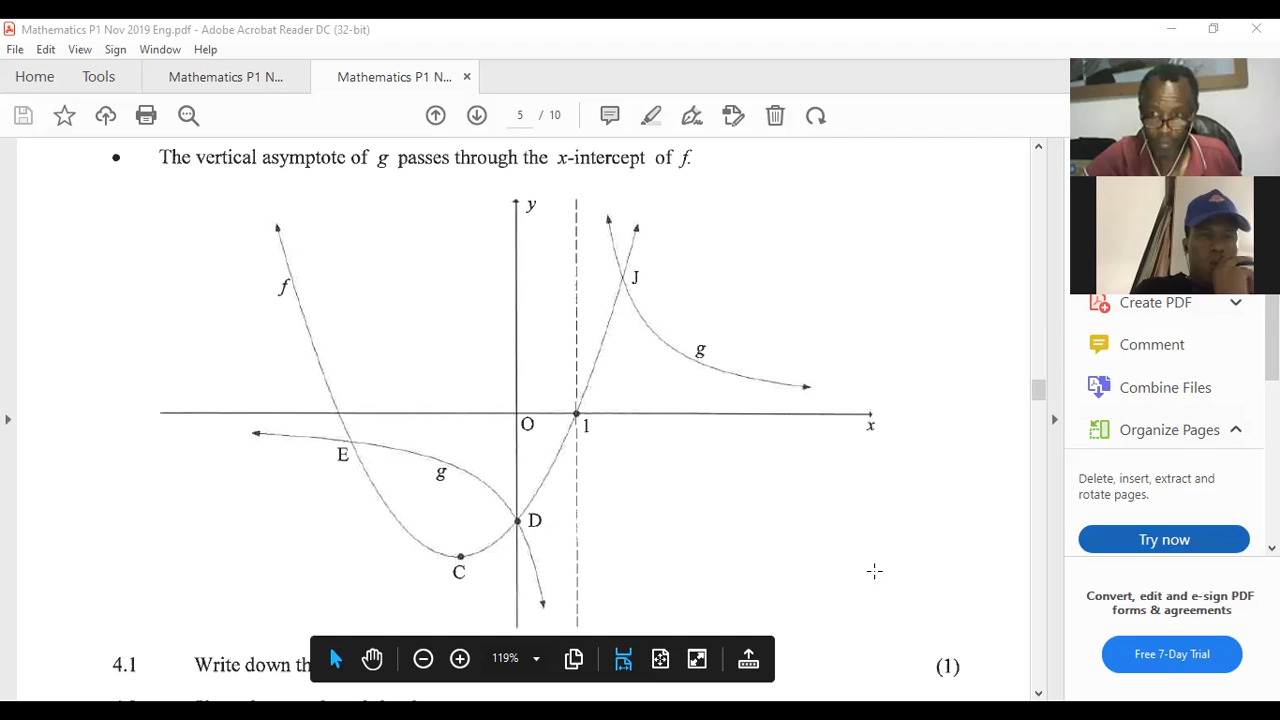 Mathematics P1 Nov 2019 Eng.pdf - Adobe Acrobat Reader DC (32-bit)
File Edit View Sign Window Help
Home Tools Mathematics P1 N... Mathematics P1 N... ×
5 / 10
• The vertical asymptote of g passes through the x-intercept of f.
y
f
J
g
O 1 x
E
g
D
C
4.1 Write down th (1)
119%
Create PDF
Comment
Combine Files
Organize Pages
Delete, insert, extract and
rotate pages.
Try now
Convert, edit and e-sign PDF
forms & agreements
Free 7-Day Trial